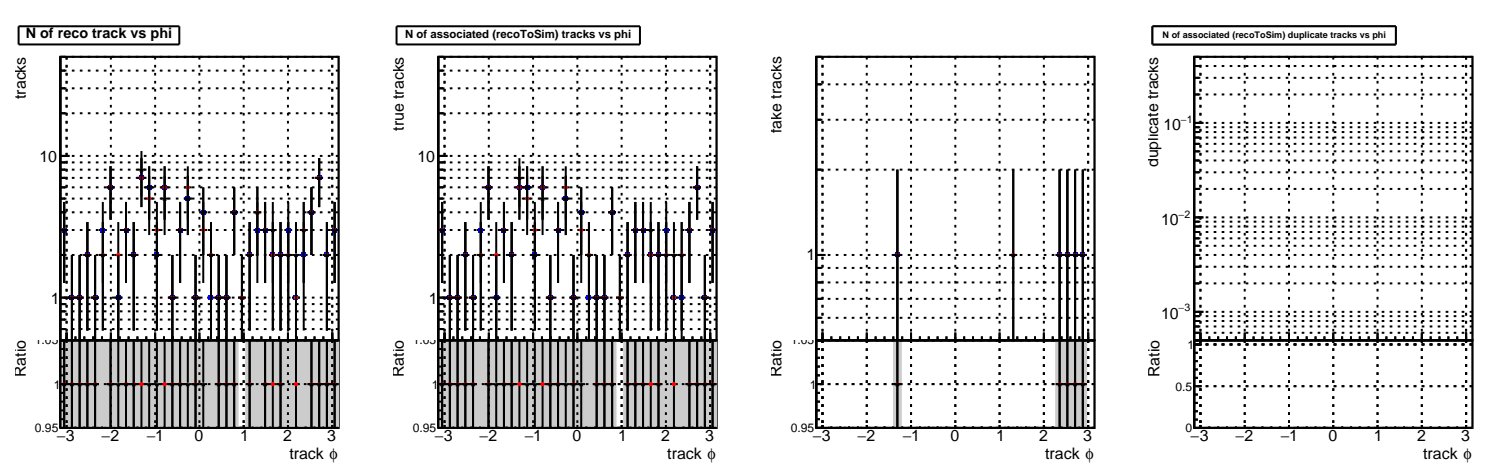 N of reco track vs phi
tracks
10
1
Ratio
1.05
1
0.95
−3 −2 −1 0 1 2 3
track ϕ
N of associated (recoToSim) tracks vs phi
true tracks
10
1
Ratio
1.05
1
0.95
−3 −2 −1 0 1 2 3
track ϕ
fake tracks
1
Ratio
1.05
1
0.95
−3 −2 −1 0 1 2 3
track ϕ
N of associated (recoToSim) duplicate tracks vs phi
duplicate tracks
10−1
10−2
10−3
Ratio
1
0.5
0
−3 −2 −1 0 1 2 3
track ϕ